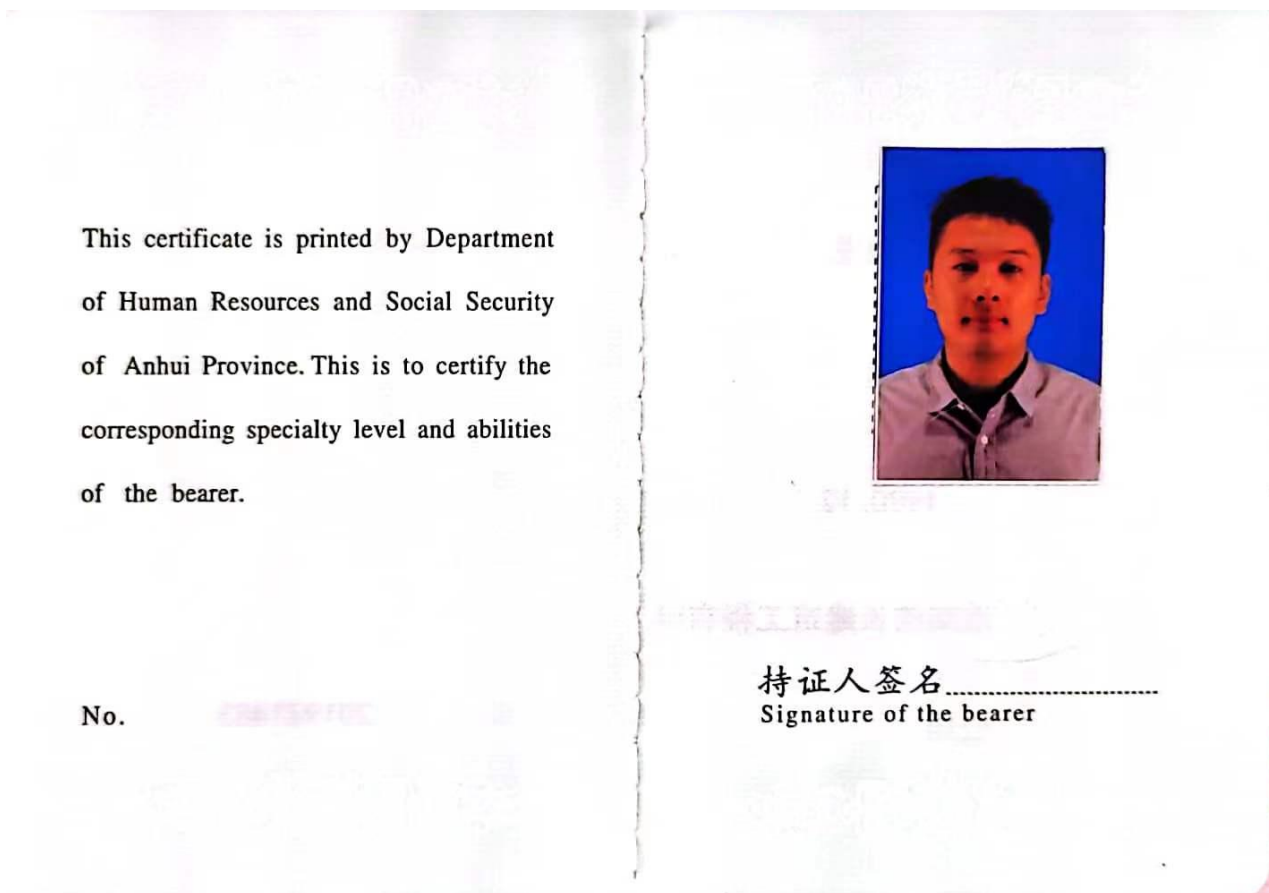 This certificate is printed by Department
of Human Resources and Social Security
of Anhui Province. This is to certify the
corresponding specialty level and abilities
of the bearer.
No.
持证人签名
Signature of the bearer